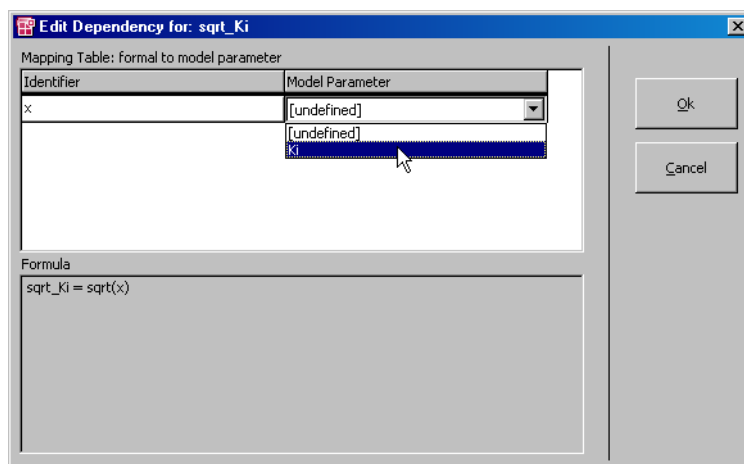 Edit Dependency for: sqrt_Ki
Mapping Table: formal to model parameter
Identifier Model Parameter
x [undefined]
[undefined]
Ki
Ok
Cancel
Formula
sqrt_Ki = sqrt(x)